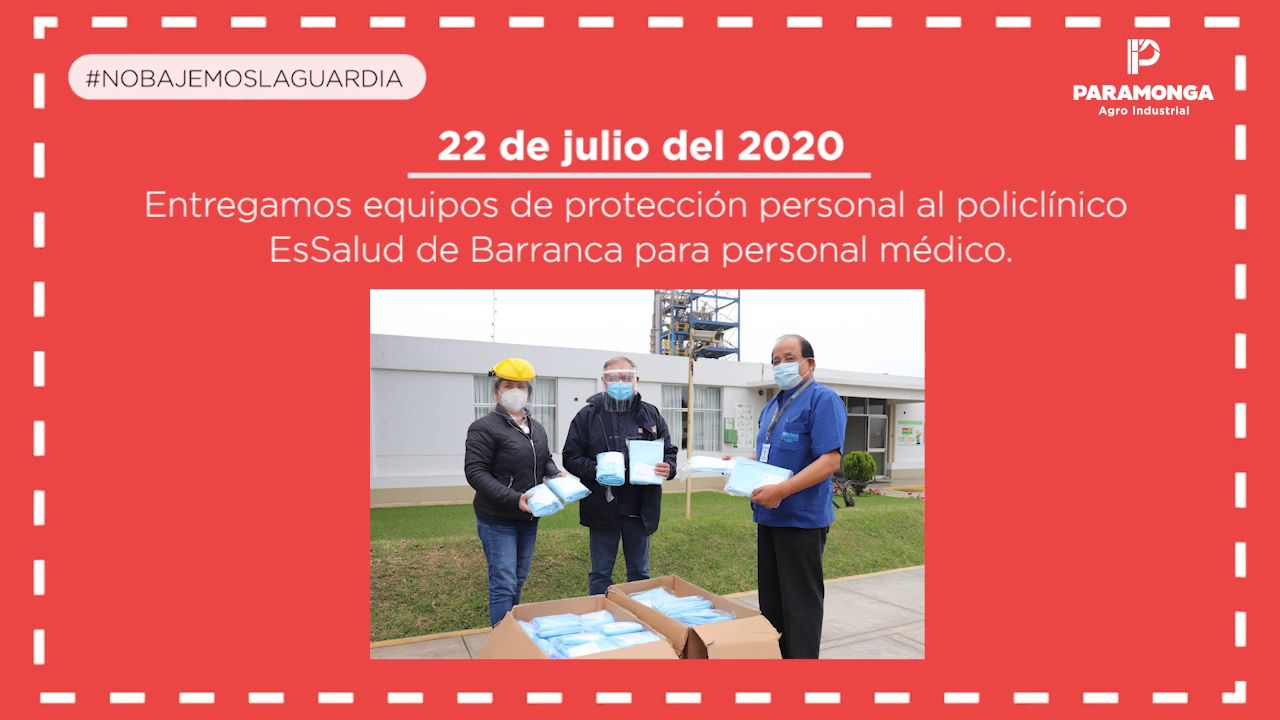 #NOBAJEMOSLAGUARDIA
PARAMONGA
Agro Industrial
22 de julio del 2020
Entregamos equipos de protección personal al policlínico
EsSalud de Barranca para personal médico.